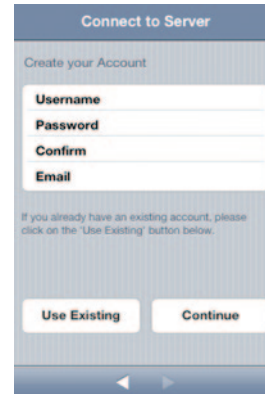 Connect to Server
Create your Account
Username
Password
Confirm
Email
If you already have an existing account, please
click on the 'Use Existing' button below.
Use Existing
Continue